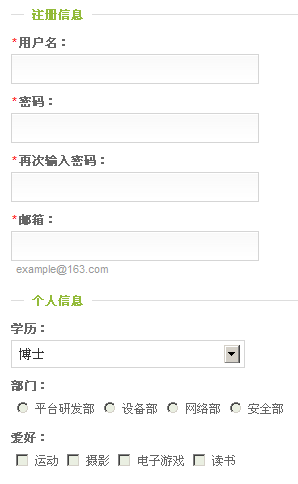 注册信息
*用户名：
*密码：
*再次输入密码：
*邮箱：
example@163.com
个人信息
学历：
博士
部门：
平台研发部 设备部 网络部 安全部
爱好：
运动 摄影 电子游戏 读书